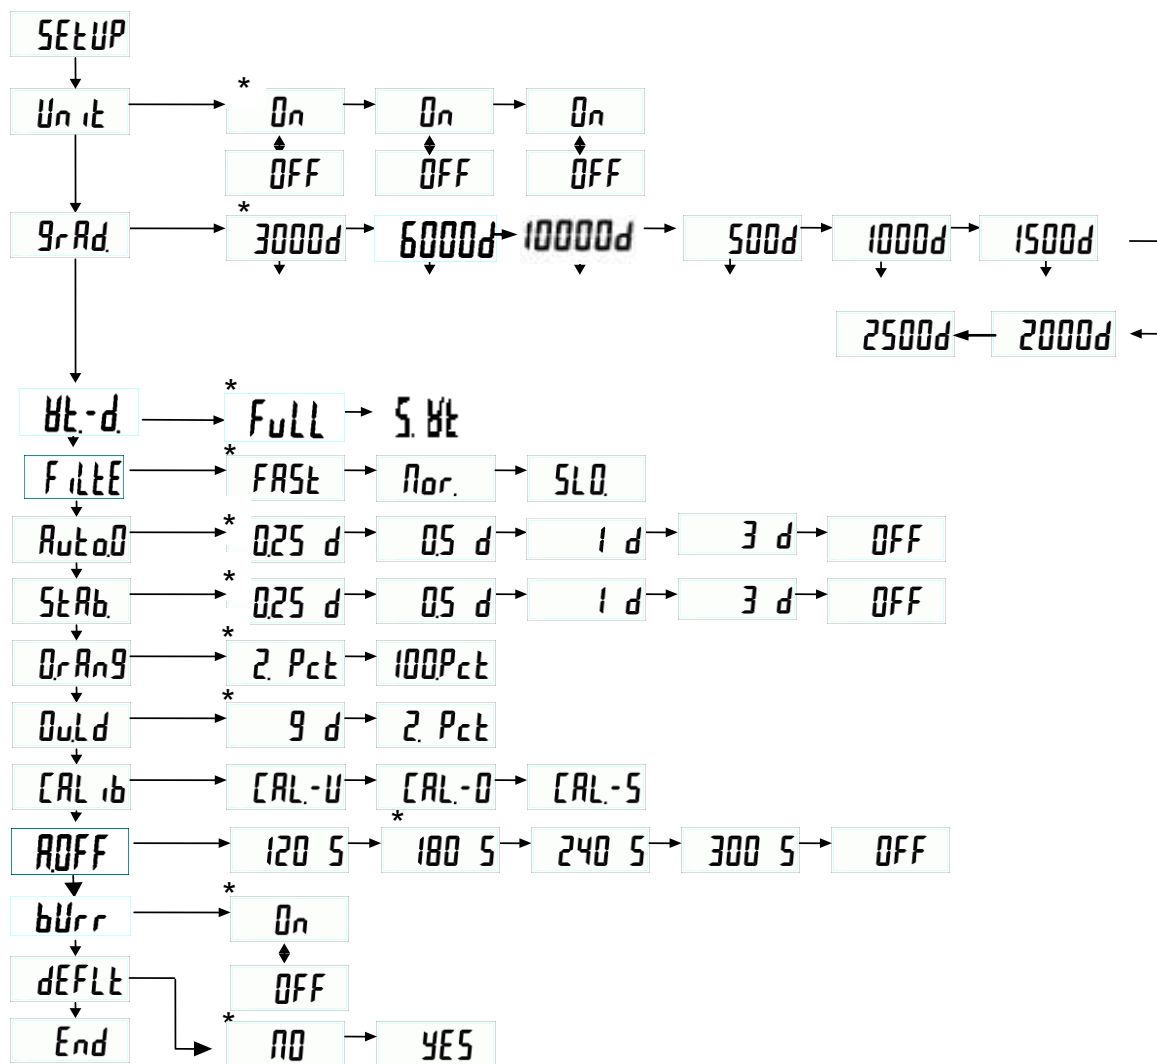 SEtUP
*
Unit On On On
OFF OFF OFF
*
grAd. 3000d 6000d 10000d 500d 1000d 1500d
2500d 2000d
*
Wt.-d. FuLL S. Wt
*
FiLtE FASt Nor. SLO.
*
Auto.0 0.25 d 0.5 d 1 d 3 d OFF
*
StAb. 0.25 d 0.5 d 1 d 3 d OFF
*
0.rAng 2. Pct 100.Pct
*
Ou.Ld 9 d 2. Pct
CALib CAL.-U CAL.-0 CAL.-S
*
A.OFF 120 S 180 S 240 S 300 S OFF
*
bUrr On
OFF
dEFLt
*
End NO YES